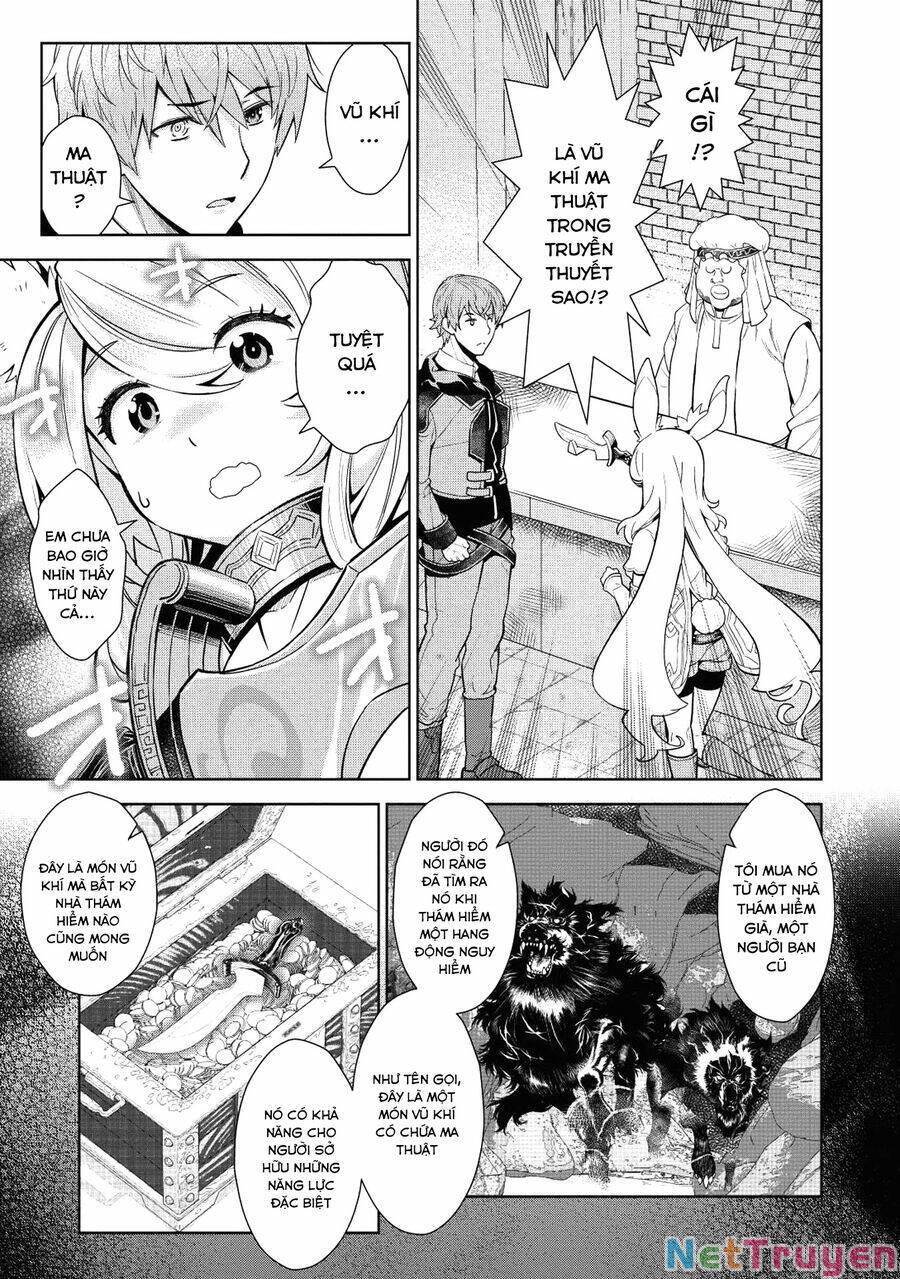 CÁI
GÌ
!?
LÀ VŨ
KHÍ MA
THUẬT
TRONG
TRUYỀN
THUYẾT
SAO!?
VŨ KHÍ
...
MA
THUẬT
?
TUYỆT
QUÁ
...
EM CHƯA
BAO GIỜ
NHÌN THẤY
THỨ NÀY
CẢ...
TÔI MUA NÓ
TỪ MỘT NHÀ
THÁM HIỂM
GIÀ, MỘT
NGƯỜI BẠN
CŨ
NGƯỜI ĐÓ
NÓI RẰNG
ĐÃ TÌM RA
NÓ KHI
THÁM HIỂM
MỘT HANG
ĐỘNG NGUY
HIỂM
NHƯ TÊN GỌI,
ĐÂY LÀ MỘT
MÓN VŨ KHÍ
CÓ CHỨA MA
THUẬT
NÓ CÓ KHẢ
NĂNG CHO
NGƯỜI SỞ
HỮU NHỮNG
NĂNG LỰC
ĐẶC BIỆT
ĐÂY LÀ MÓN VŨ
KHÍ MÀ BẤT KỲ
NHÀ THÁM
HIỂM NÀO
CŨNG MONG
MUỐN
NetTruyen